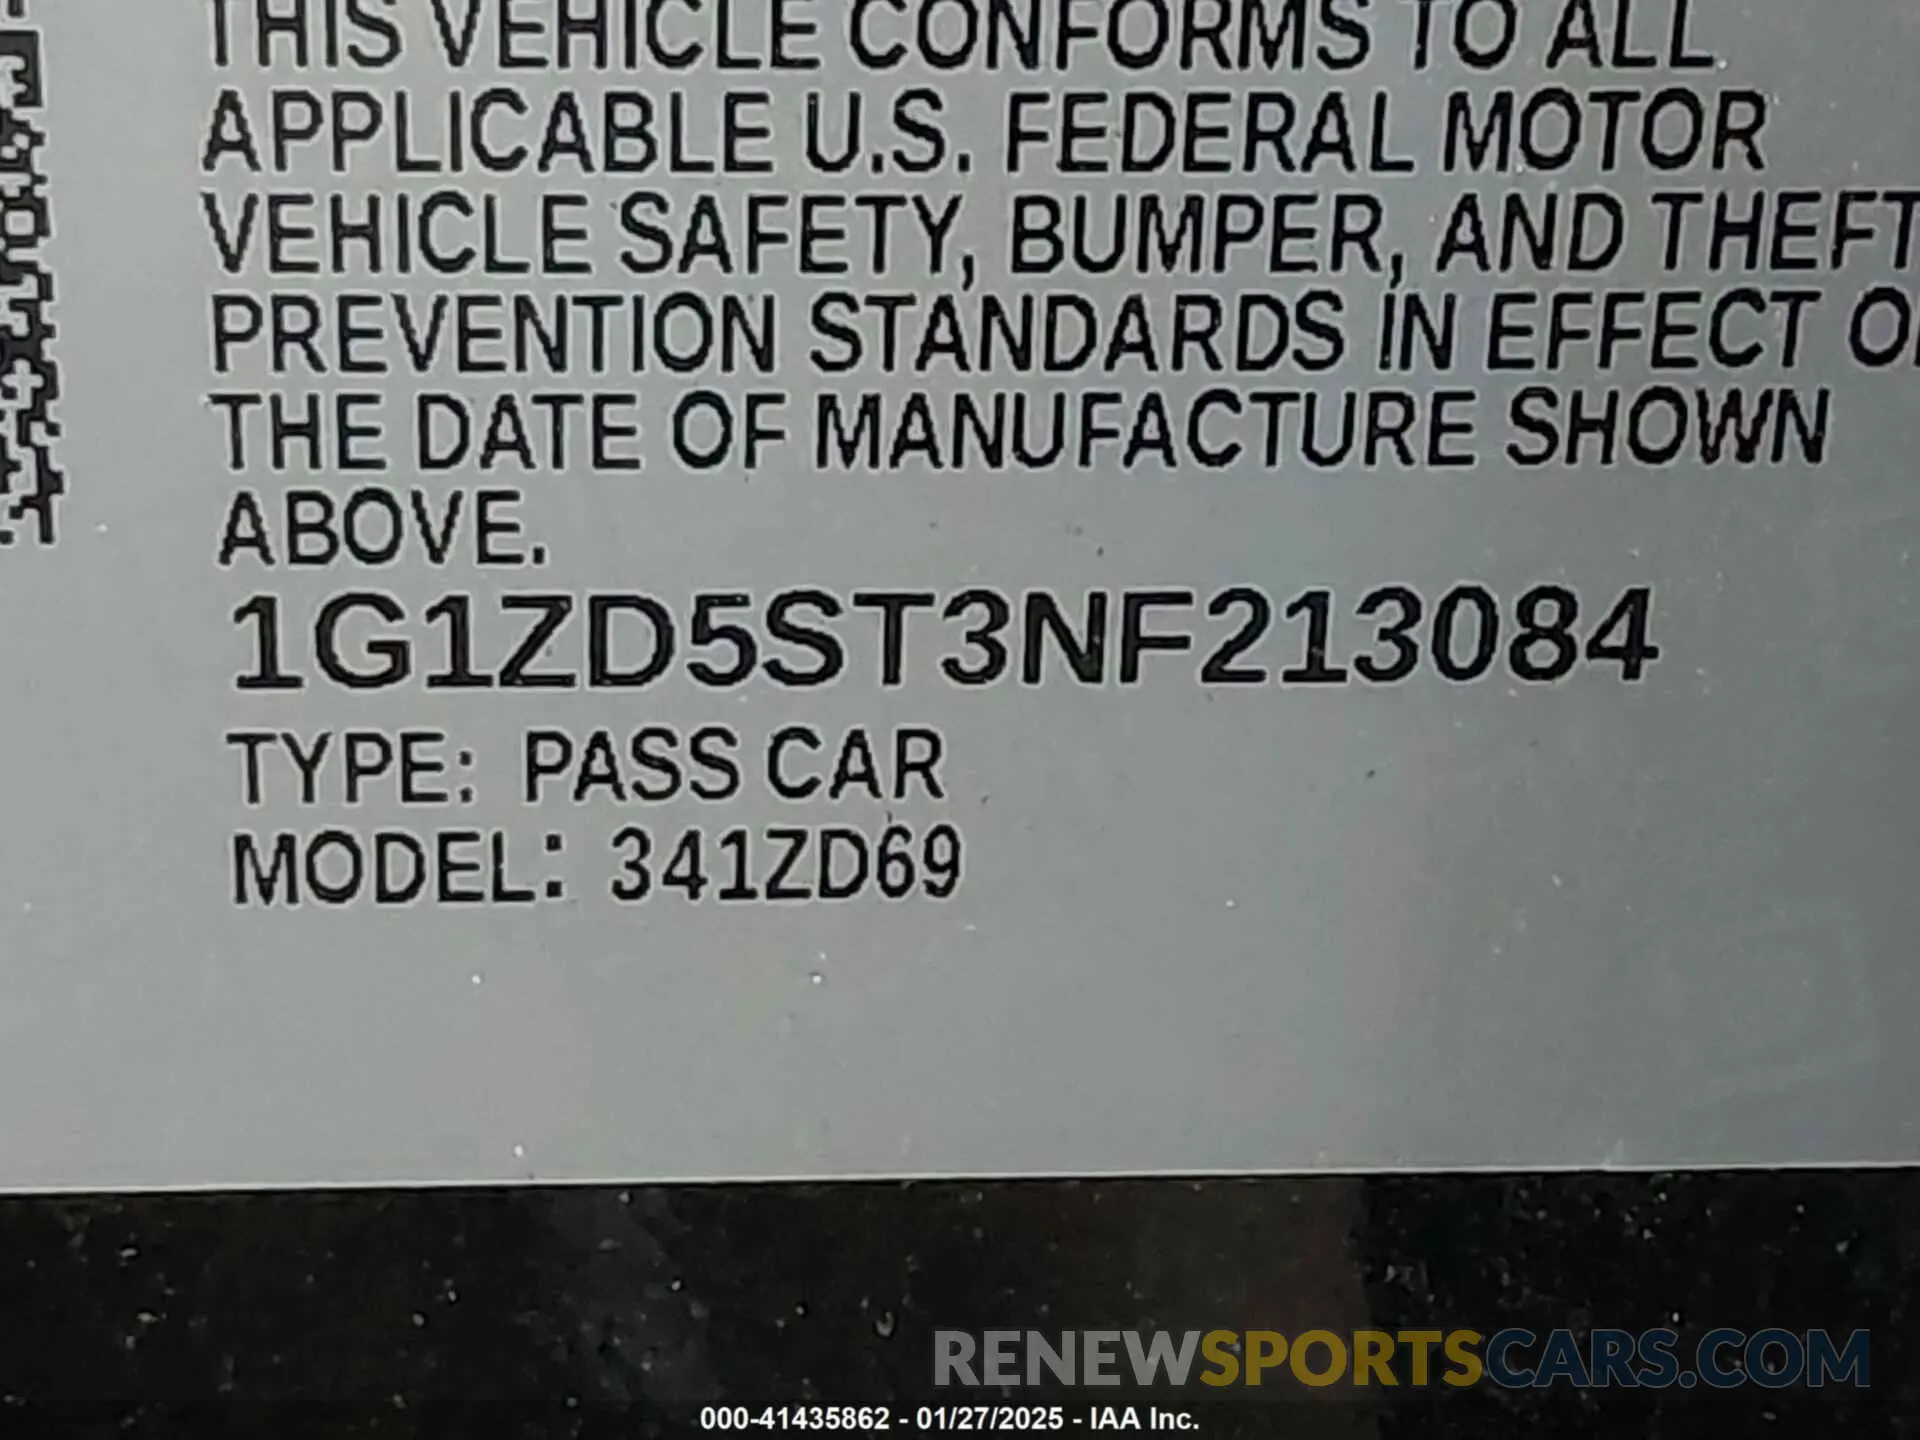 THIS VEHICLE CONFORMS TO ALL
APPLICABLE U.S. FEDERAL MOTOR
VEHICLE SAFETY, BUMPER, AND THEFT
PREVENTION STANDARDS IN EFFECT
THE DATE OF MANUFACTURE SHOWN
ABOVE.
1G1ZD5ST3NF213084
TYPE: PASS CAR
MODEL: 341ZD69
RENEWSPORTSCARS.COM
000-41435862 - 01/27/2025 - IAA Inc.